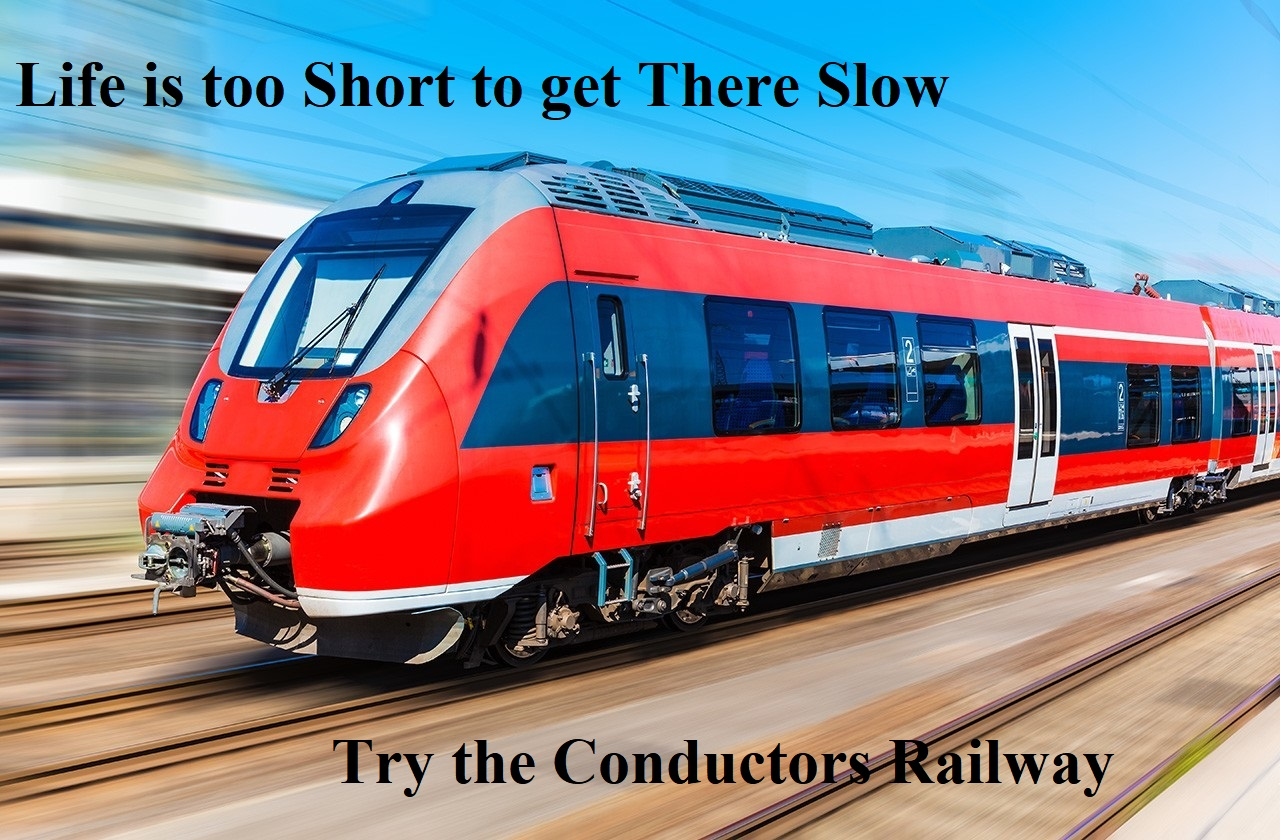 Life is too Short to get There Slow
2
2
Try the Conductors Railway